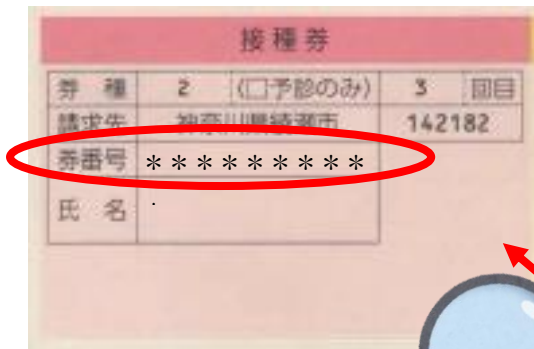 接種券
券 種 2 (□予診のみ) 3 回目
請求先 神奈川県綾瀬市 142182
券番号 *********
氏 名